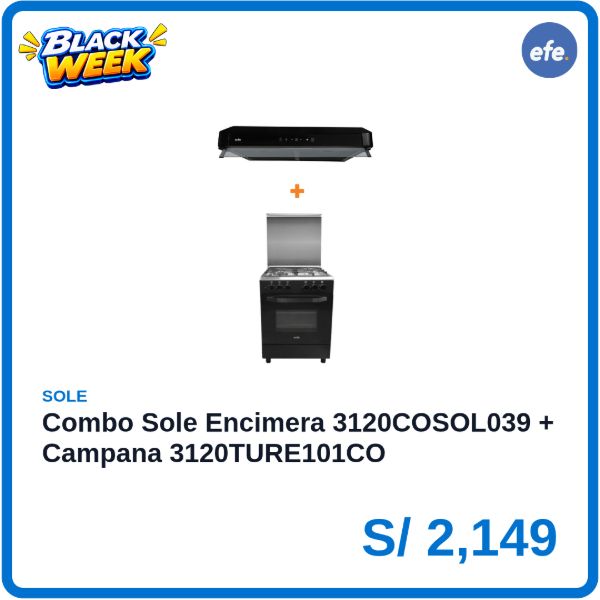 BLACK
WEEK
efe.
+
SOLE
Combo Sole Encimera 3120COSOL039 +
Campana 3120TURE101CO
S/ 2,149